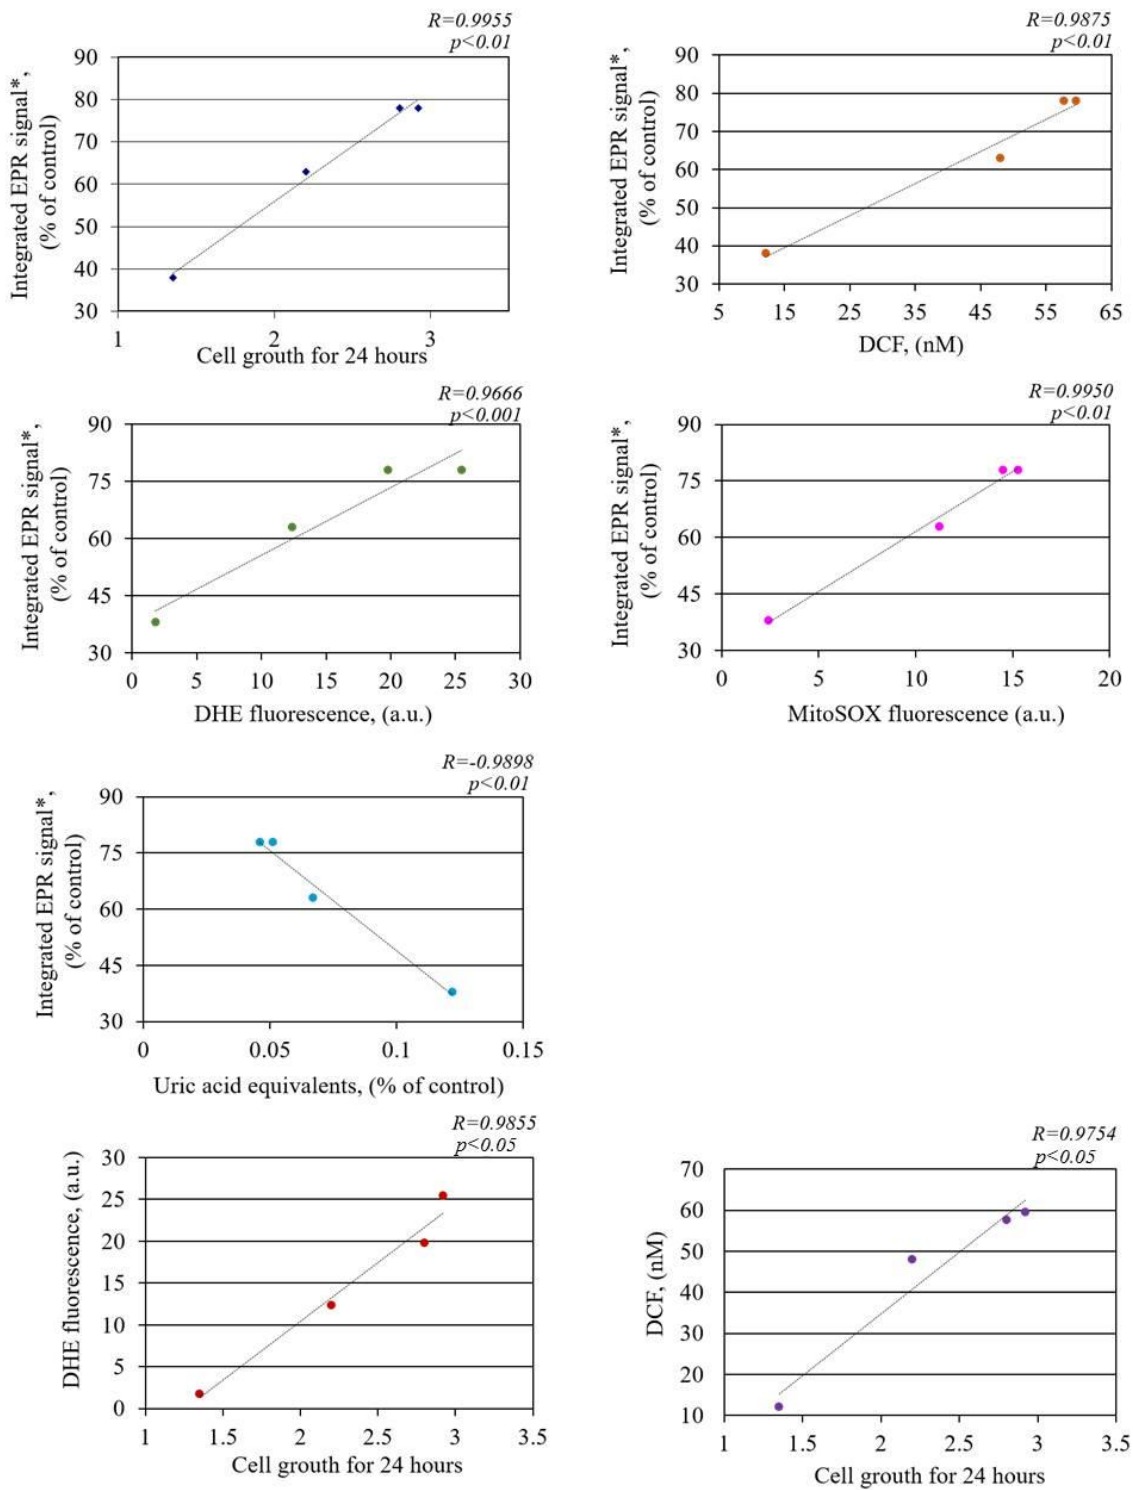 R=0.9955
p<0.01
Integrated EPR signal*,
(% of control)
90
80
70
60
50
40
30
1 2 3
Cell grouth for 24 hours
R=0.9875
p<0.01
Integrated EPR signal*,
(% of control)
90
80
70
60
50
40
30
5 15 25 35 45 55 65
DCF, (nM)
R=0.9666
p<0.001
Integrated EPR signal*,
(% of control)
90
75
60
45
30
0 5 10 15 20 25 30
DHE fluorescence, (a.u.)
R=0.9950
p<0.01
Integrated EPR signal*,
(% of control)
90
75
60
45
30
0 5 10 15 20
MitoSOX fluorescence (a.u.)
R=-0.9898
p<0.01
Integrated EPR signal*,
(% of control)
90
75
60
45
30
0 0.05 0.1 0.15
Uric acid equivalents, (% of control)
R=0.9855
p<0.05
DHE fluorescence, (a.u.)
30
25
20
15
10
5
0
1 1.5 2 2.5 3 3.5
Cell grouth for 24 hours
R=0.9754
p<0.05
DCF, (nM)
70
60
50
40
30
20
10
1 1.5 2 2.5 3 3.5
Cell grouth for 24 hours